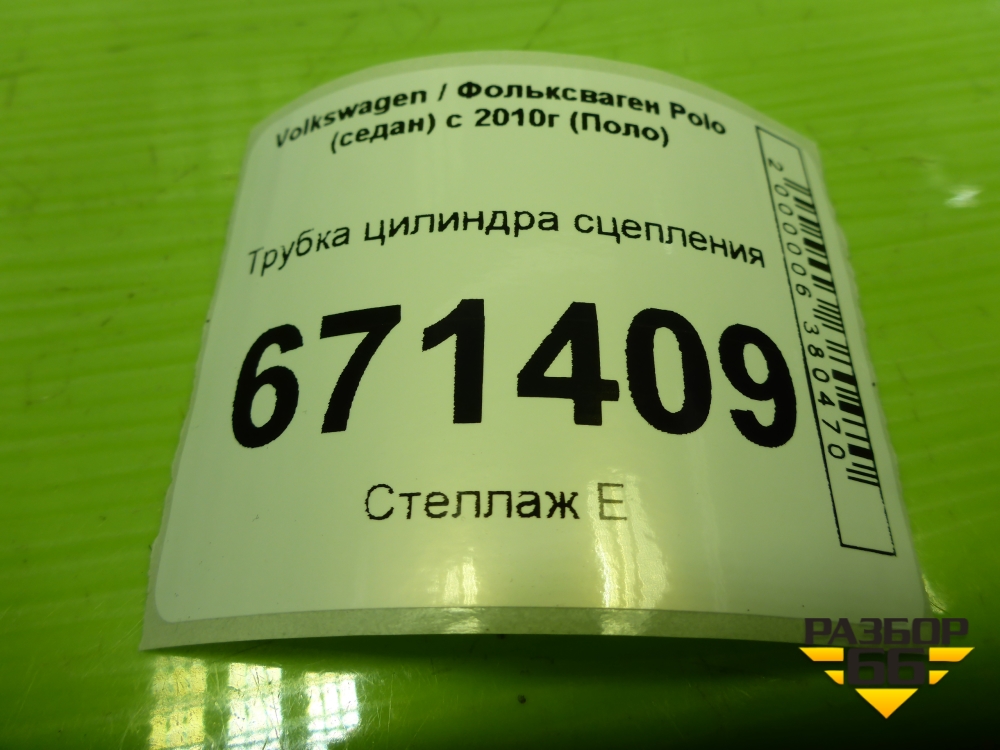 Volkswagen / Фольксваген Polo
(седан) с 2010г (Поло)
Трубка цилиндра сцепления
671409
Стеллаж Е
2000006380470
РАЗБОР
66